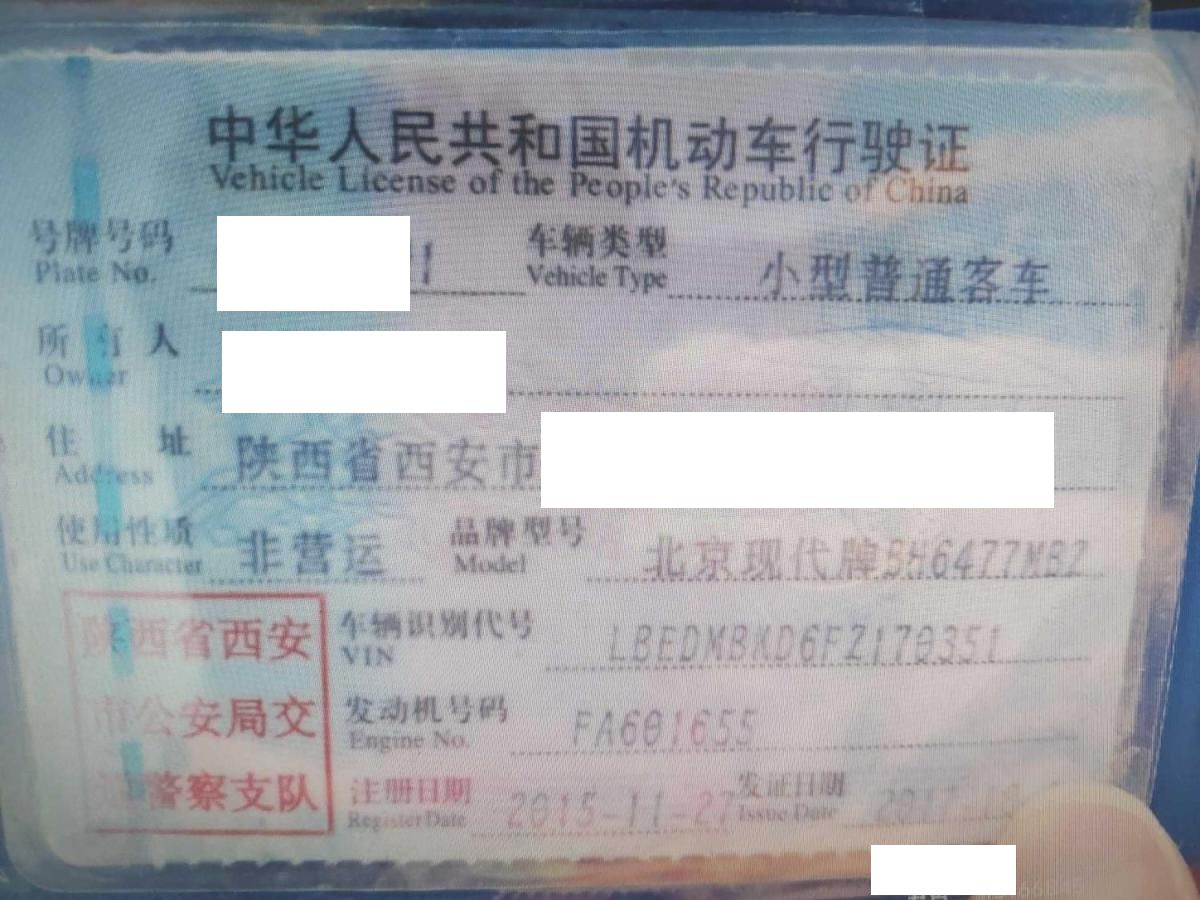 中华人民共和国机动车行驶证
Vehicle License of the People's Republic of China
号牌号码 1 车辆类型 小型普通客车
Plate No. Vehicle Type
所有人
Owner
住址 陕西省西安市
Address
使用性质 非营运 品牌型号 北京现代牌BH6477MBZ
Use Character Model
陕西省西安
市公安局交
通警察支队
车辆识别代号 LBEDMBKD6FZ170351
VIN
发动机号码 FA601655
Engine No.
注册日期 2015-11-27 发证日期
Register Date Issue Date